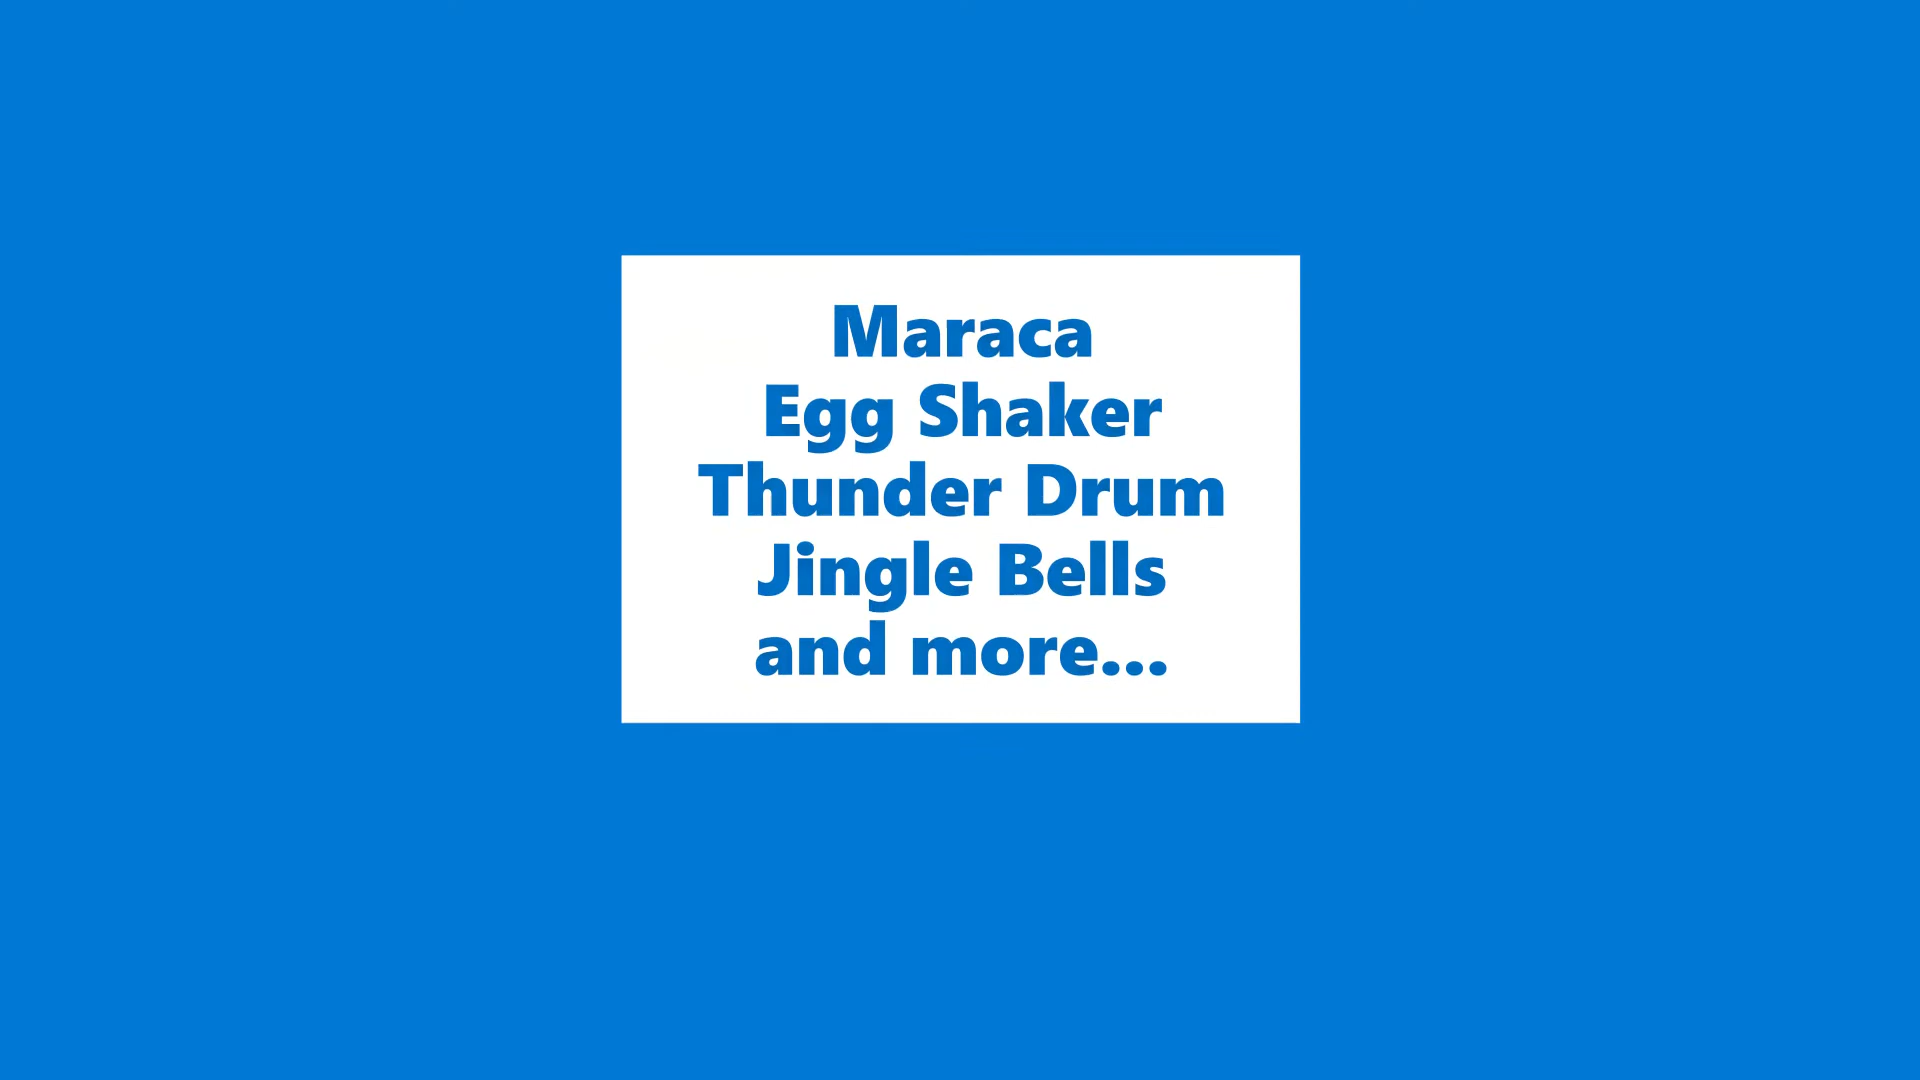 Maraca
Egg Shaker
Thunder Drum
Jingle Bells
and more...